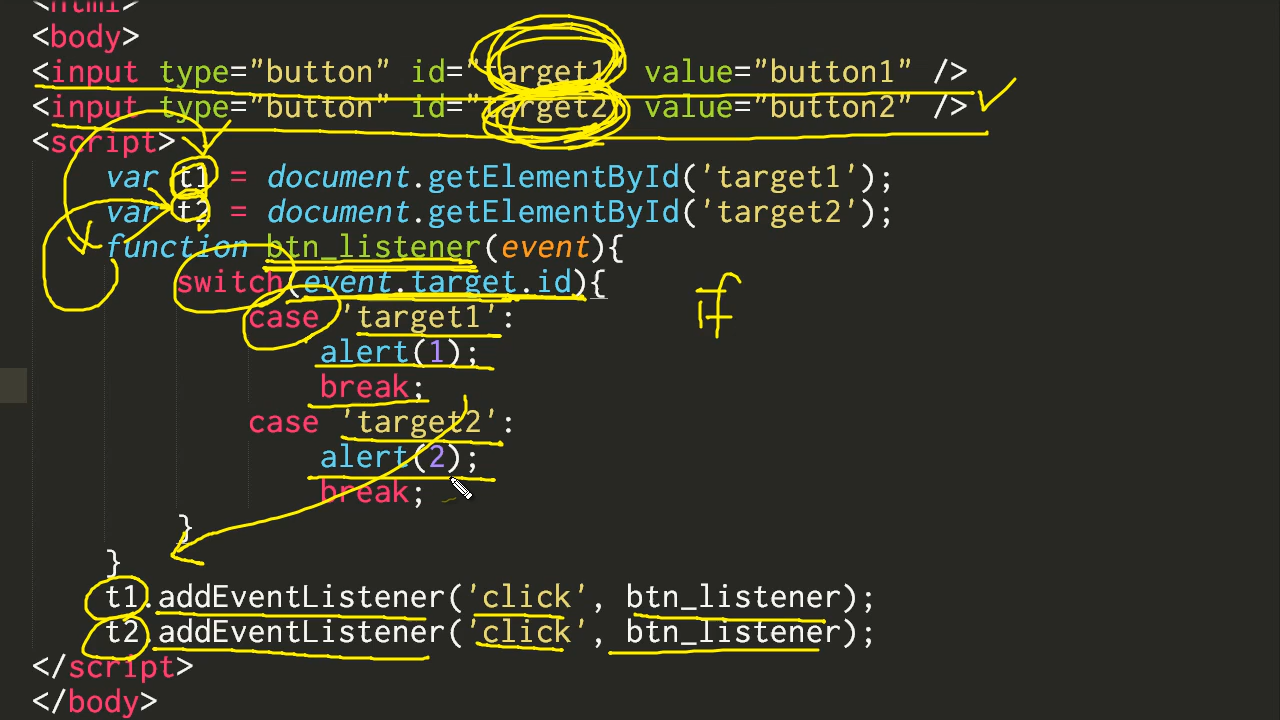 <html>
<body>
<input type="button" id="target1" value="button1" />
<input type="button" id="target2" value="button2" />
<script>
var t1 = document.getElementById('target1');
var t2 = document.getElementById('target2');
function btn_listener(event){
switch(event.target.id){
case 'target1':
if
alert(1);
break;
case 'target2':
alert(2);
break;
}
}
t1.addEventListener('click', btn_listener);
t2.addEventListener('click', btn_listener);
</script>
</body>